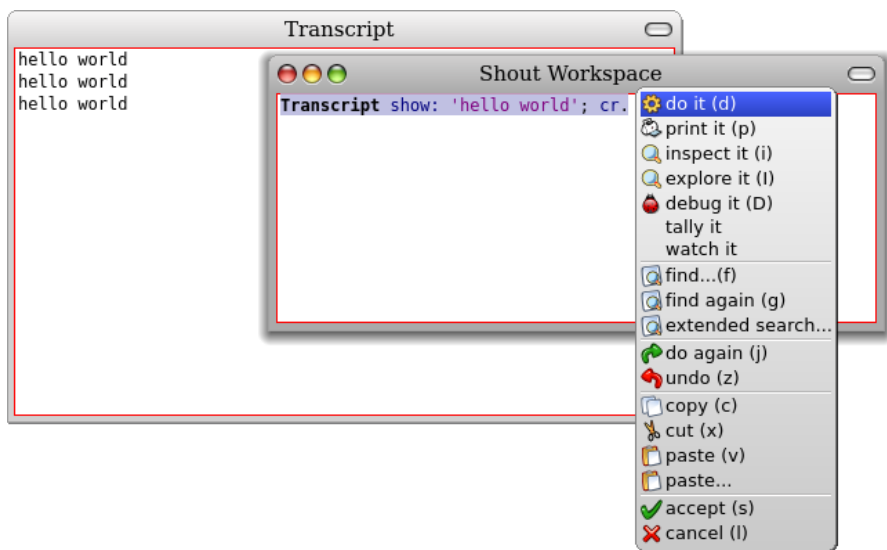 Transcript
hello world
hello world
hello world
Shout Workspace
Transcript show: 'hello world'; cr.
do it (d)
print it (p)
inspect it (i)
explore it (I)
debug it (D)
tally it
watch it
find...(f)
find again (g)
extended search...
do again (j)
undo (z)
copy (c)
cut (x)
paste (v)
paste...
accept (s)
cancel (l)